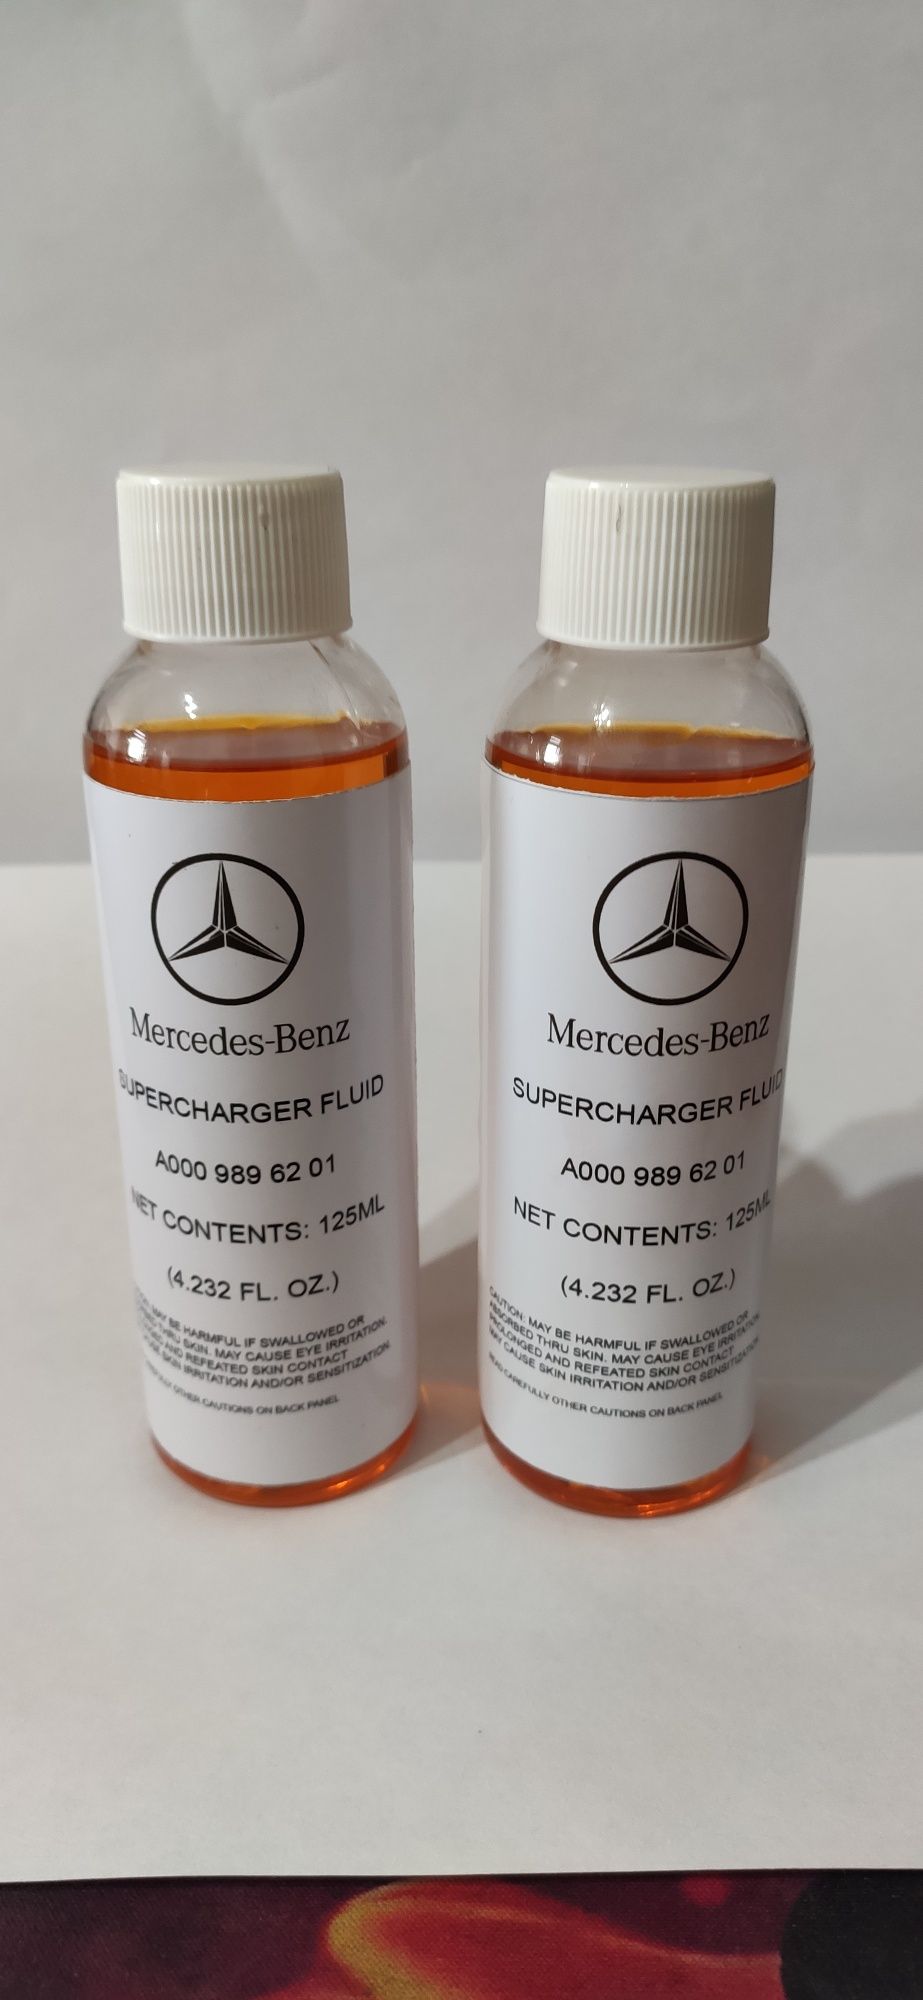 Mercedes-Benz
SUPERCHARGER FLUID
A000 989 62 01
NET CONTENTS: 125ML
(4.232 FL. OZ.)
MAY BE HARMFUL IF SWALLOWED OR
THRU SKIN. MAY CAUSE EYE IRRITATION.
AND REPEATED SKIN CONTACT
SKIN IRRITATION AND/OR SENSITIZATION
OTHER CAUTIONS ON BACK PANEL
Mercedes-Benz
SUPERCHARGER FLUID
A000 989 62 01
NET CONTENTS: 125ML
(4.232 FL. OZ.)
CAUTION: MAY BE HARMFUL IF SWALLOWED OR
ABSORBED THRU SKIN. MAY CAUSE EYE IRRITATION.
PROLONGED AND REPEATED SKIN CONTACT
MAY CAUSE SKIN IRRITATION AND/OR SENSITIZATION
READ CAREFULLY OTHER CAUTIONS ON BACK PANEL